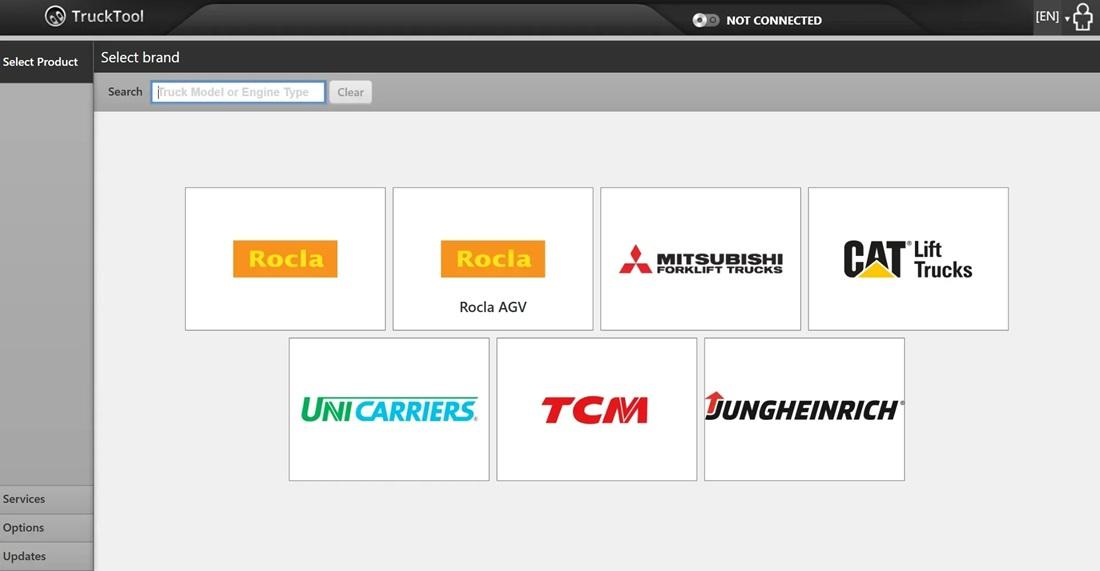 TruckTool
NOT CONNECTED
[EN]
Select Product
Select brand
Search
Truck Model or Engine Type
Clear
Rocla
Rocla
Rocla AGV
MITSUBISHI
FORKLIFT TRUCKS
CAT® Lift
Trucks
UNICARRIERS®
TCM
JUNGHEINRICH®
Services
Options
Updates